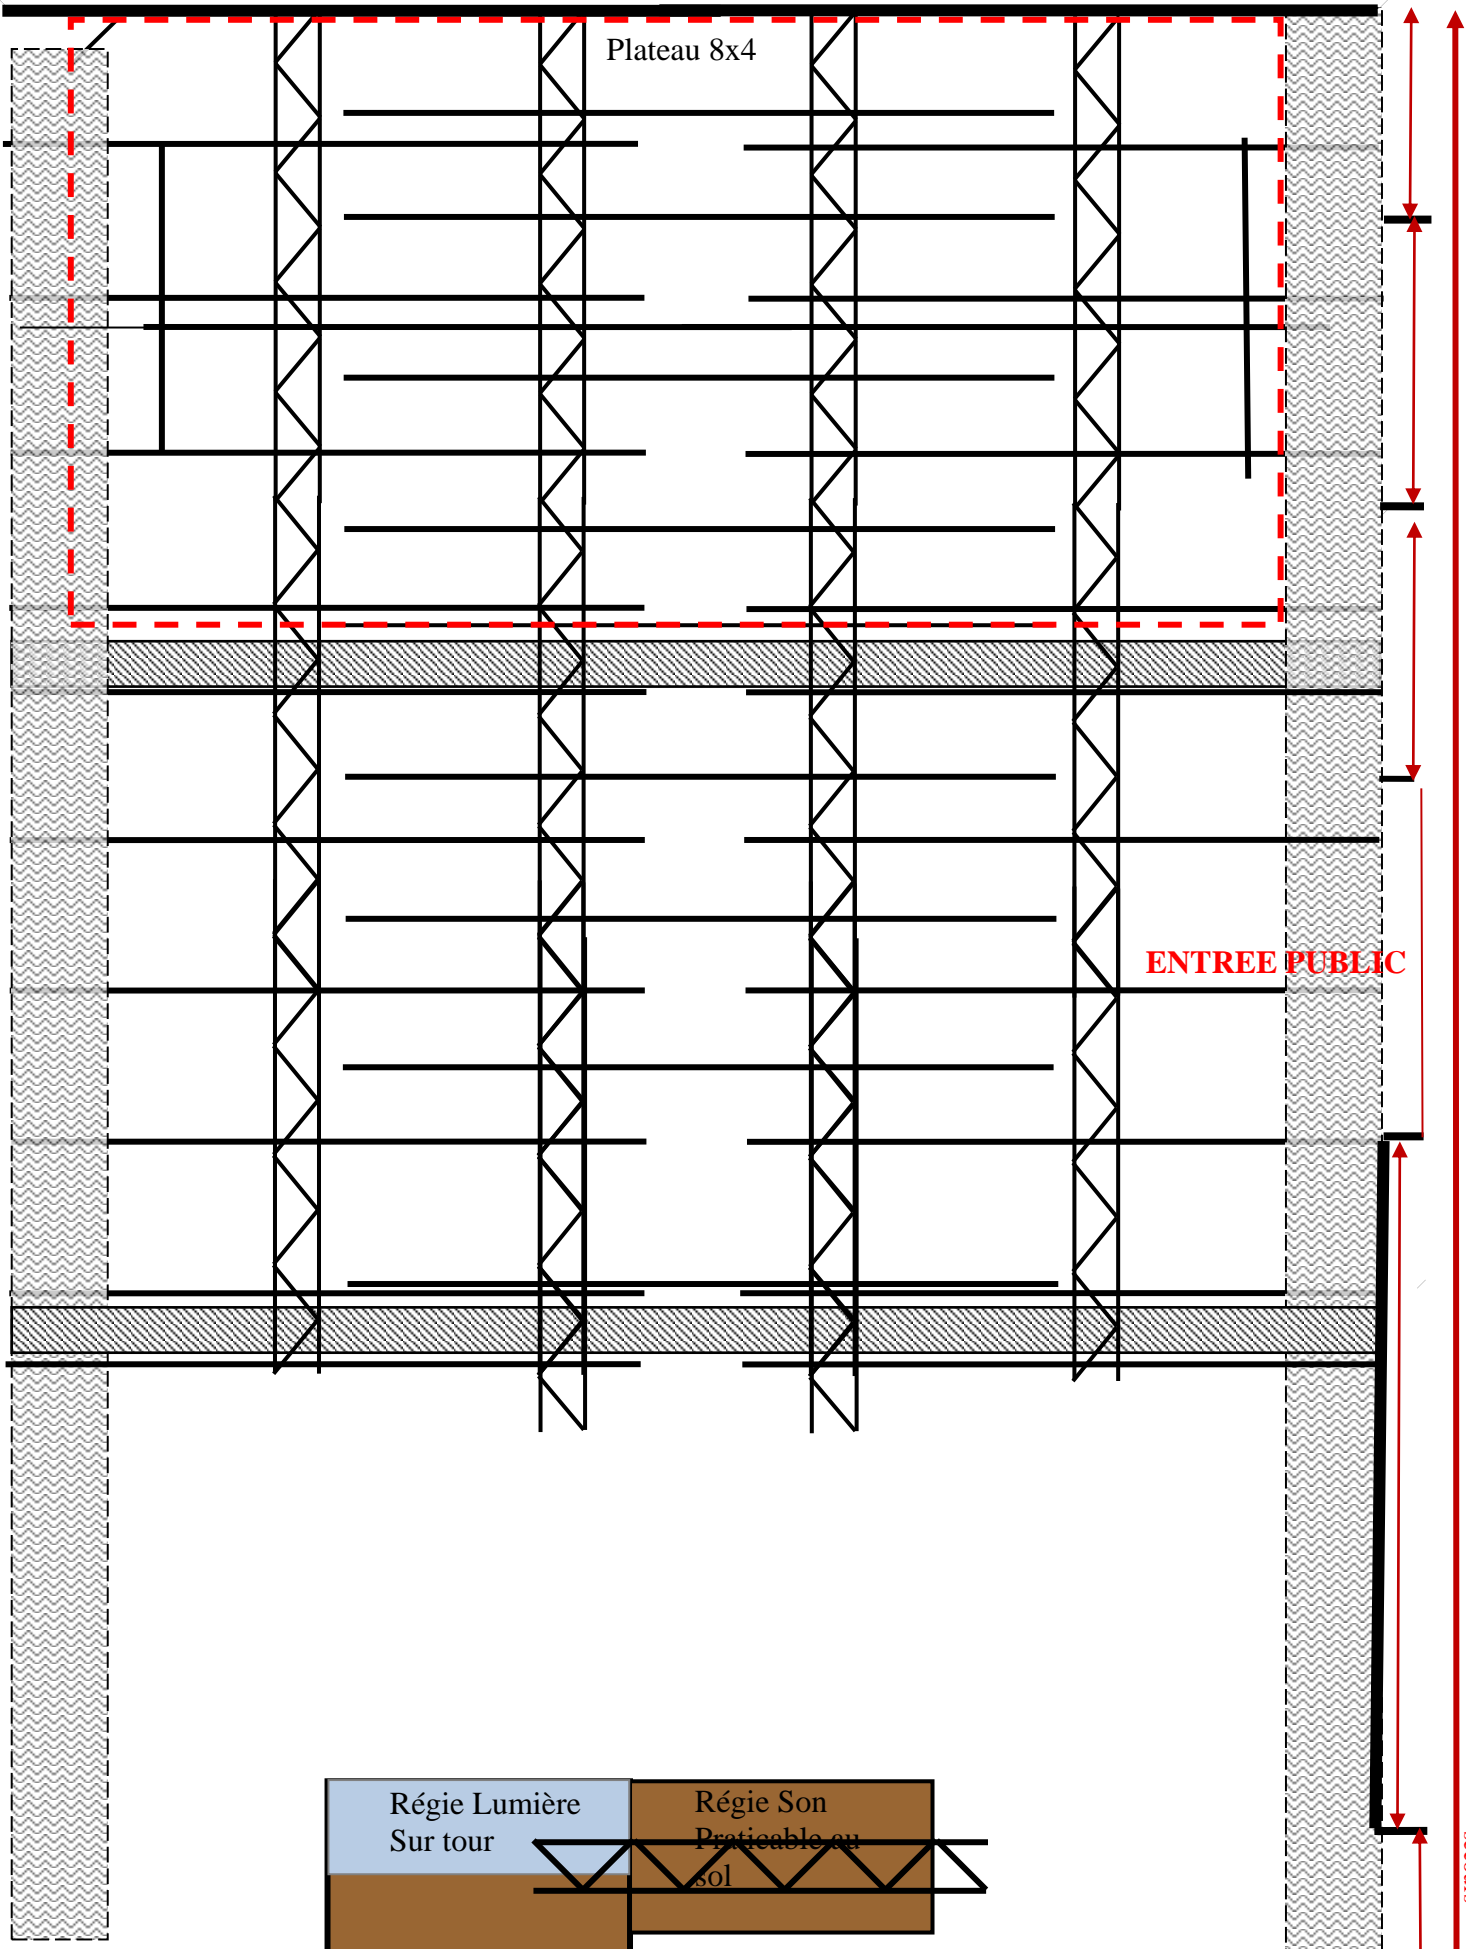 Plateau 8x4
ENTREE PUBLIC
Régie Lumière
Sur tour
Régie Son
Praticable au
sol